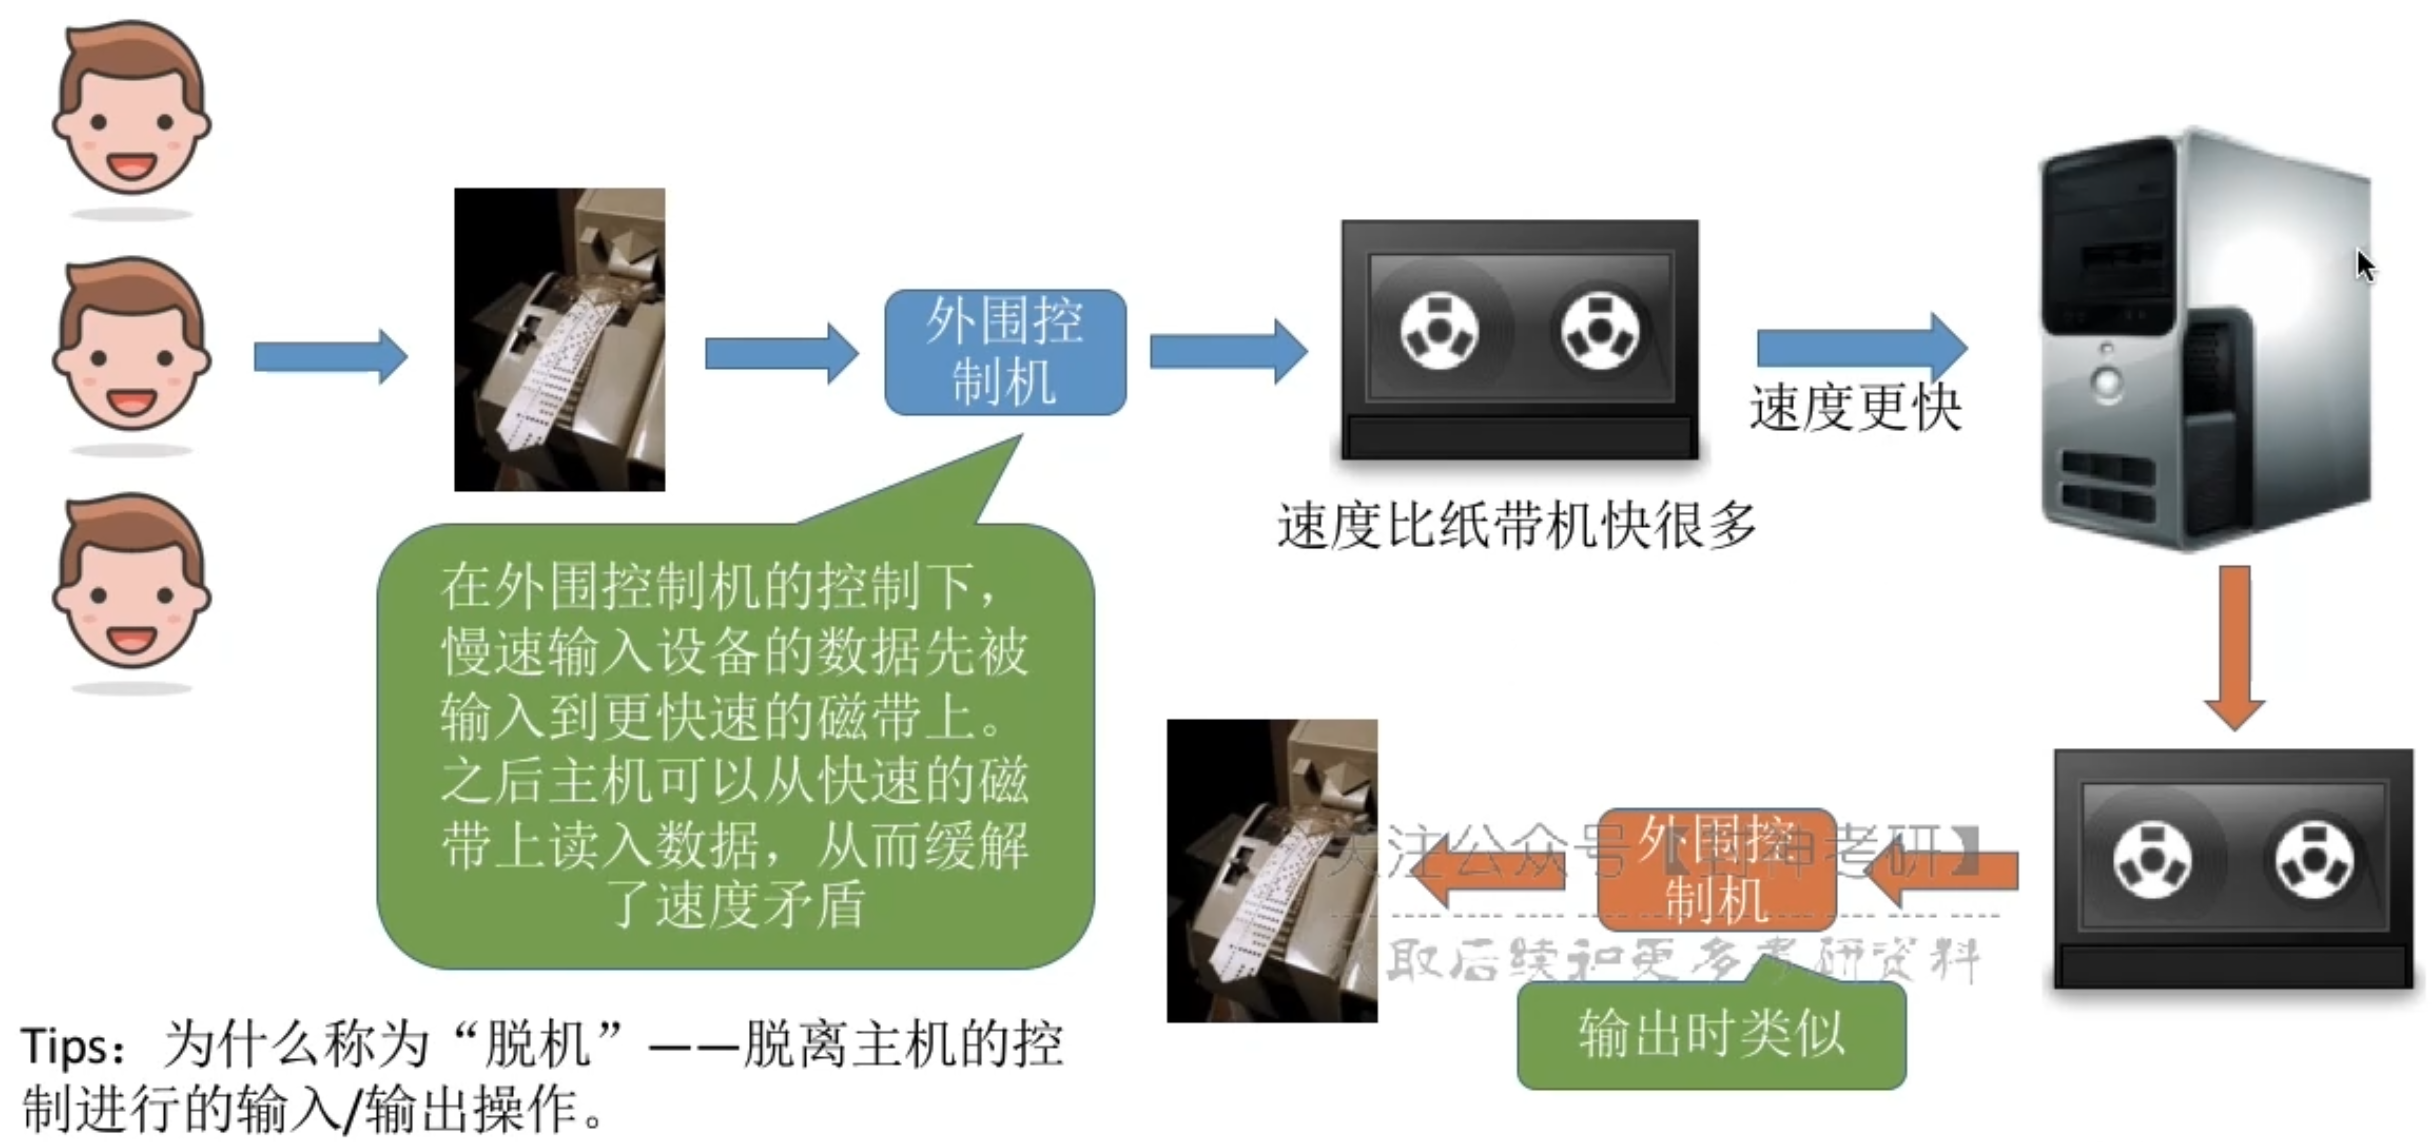 外围控
制机
速度更快
速度比纸带机快很多
在外围控制机的控制下，
慢速输入设备的数据先被
输入到更快速的磁带上。
之后主机可以从快速的磁
带上读入数据，从而缓解
了速度矛盾
外围控
制机
关注公众号【封神考研】
取后续和更多考研资料
输出时类似
Tips：为什么称为“脱机”——脱离主机的控
制进行的输入/输出操作。